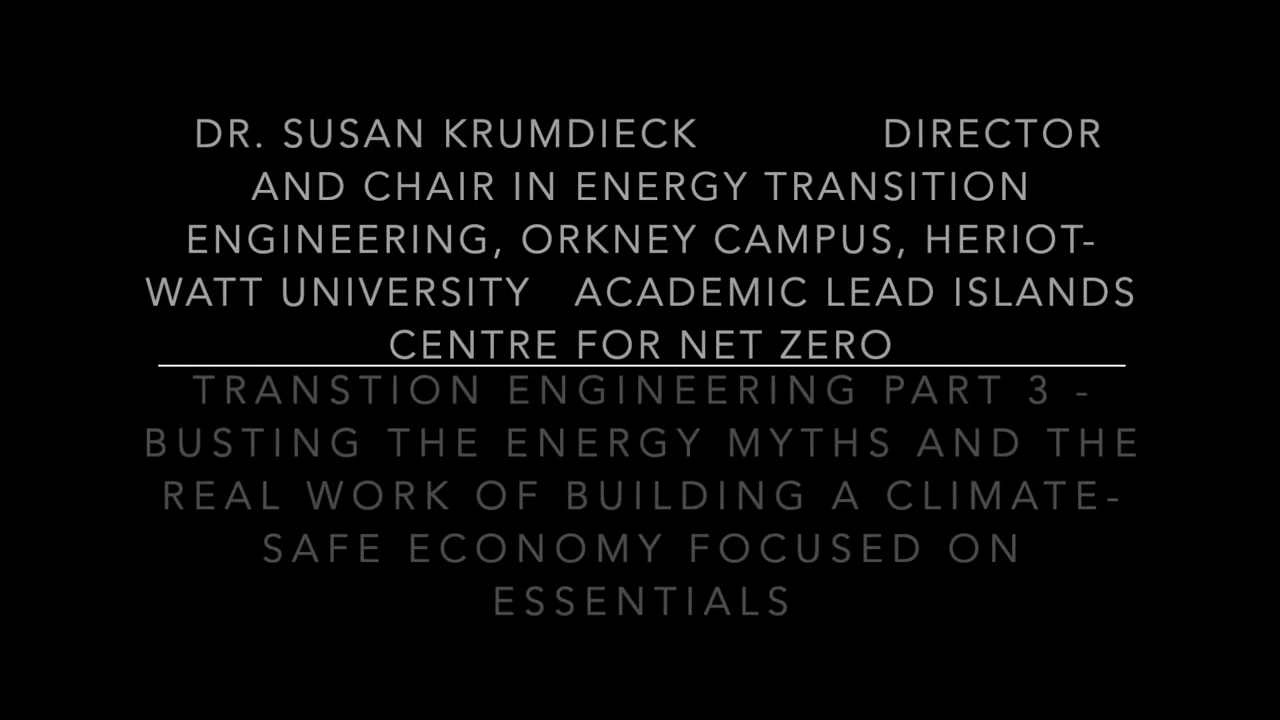 DR. SUSAN KRUMDIECK DIRECTOR
AND CHAIR IN ENERGY TRANSITION
ENGINEERING, ORKNEY CAMPUS, HERIOT-
WATT UNIVERSITY ACADEMIC LEAD ISLANDS
CENTRE FOR NET ZERO
TRANSTION ENGINEERING PART 3 -
BUSTING THE ENERGY MYTHS AND THE
REAL WORK OF BUILDING A CLIMATE-
SAFE ECONOMY FOCUSED ON
ESSENTIALS